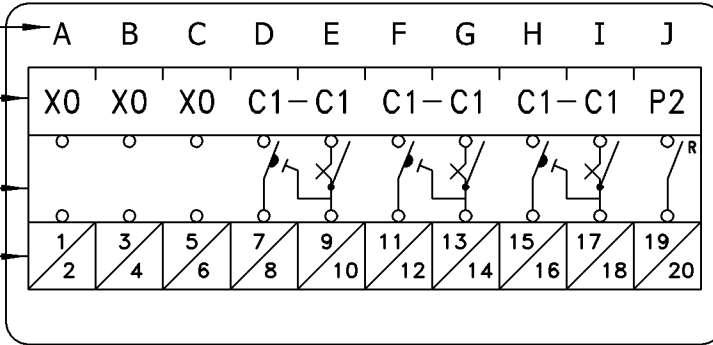 A B C D E F G H I J
X0 X0 X0 C1-C1 C1-C1 C1-C1 P2
R
1 3 5 7 9 11 13 15 17 19
2 4 6 8 10 12 14 16 18 20